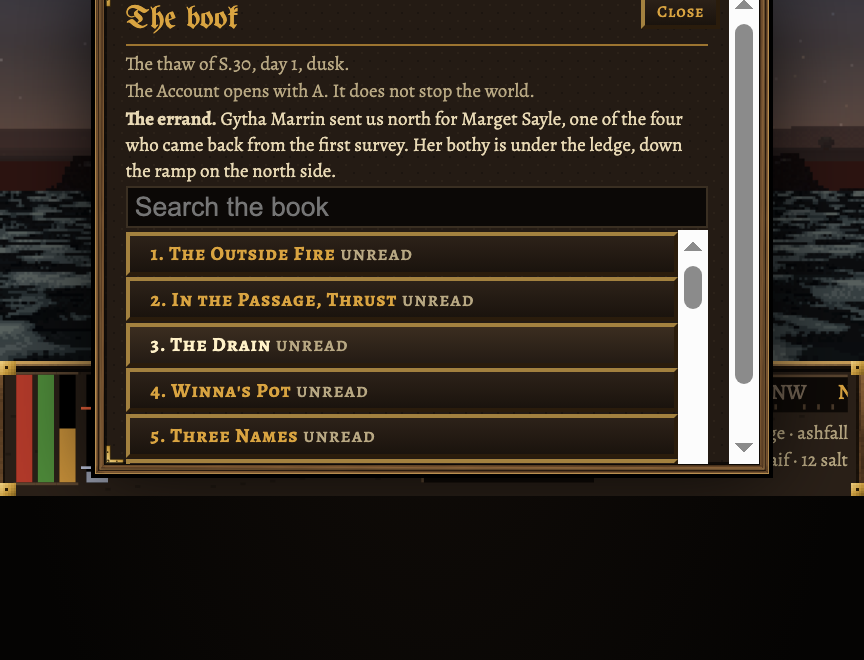 The book
Close
The thaw of S.30, day 1, dusk.
The Account opens with A. It does not stop the world.
The errand. Gytha Marrin sent us north for Marget Sayle, one of the four
who came back from the first survey. Her bothy is under the ledge, down
the ramp on the north side.
Search the book
1. The Outside Fire unread
2. In the Passage, Thrust unread
3. The Drain unread
4. Winna's Pot unread
5. Three Names unread
NW
· ashfall
· 12 salt